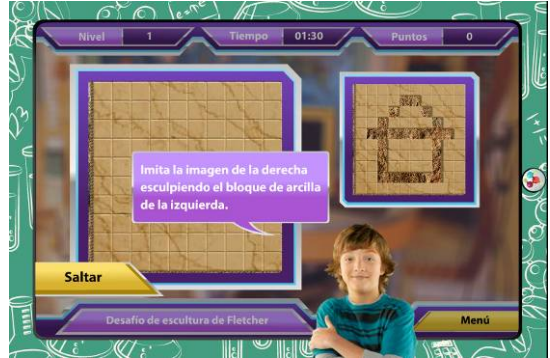 Nivel 1 Tiempo 01:30 Puntos 0
Imita la imagen de la derecha
esculpiendo el bloque de arcilla
de la izquierda.
Saltar
Desafío de escultura de Fletcher
Menú